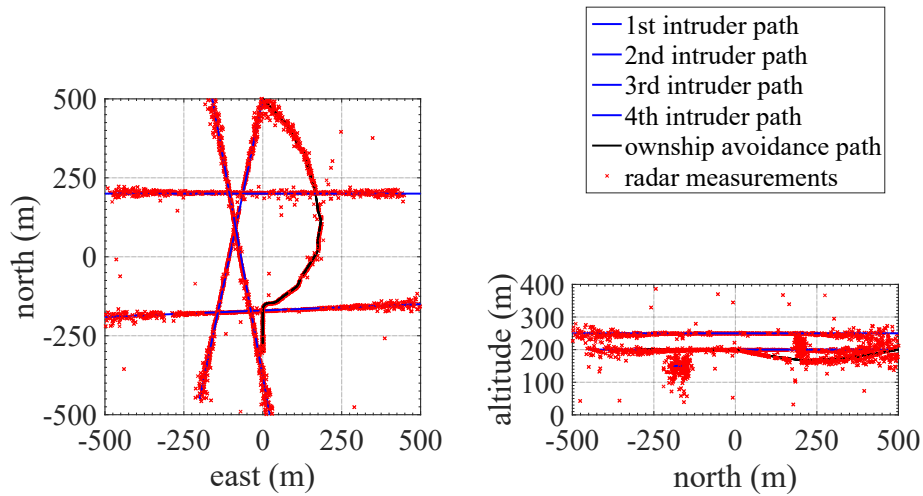 1st intruder path
2nd intruder path
3rd intruder path
4th intruder path
ownship avoidance path
radar measurements
500
250
0
-250
-500
north (m)
-500 -250 0 250 500
east (m)
400
300
200
100
0
altitude (m)
-500 -250 0 250 500
north (m)